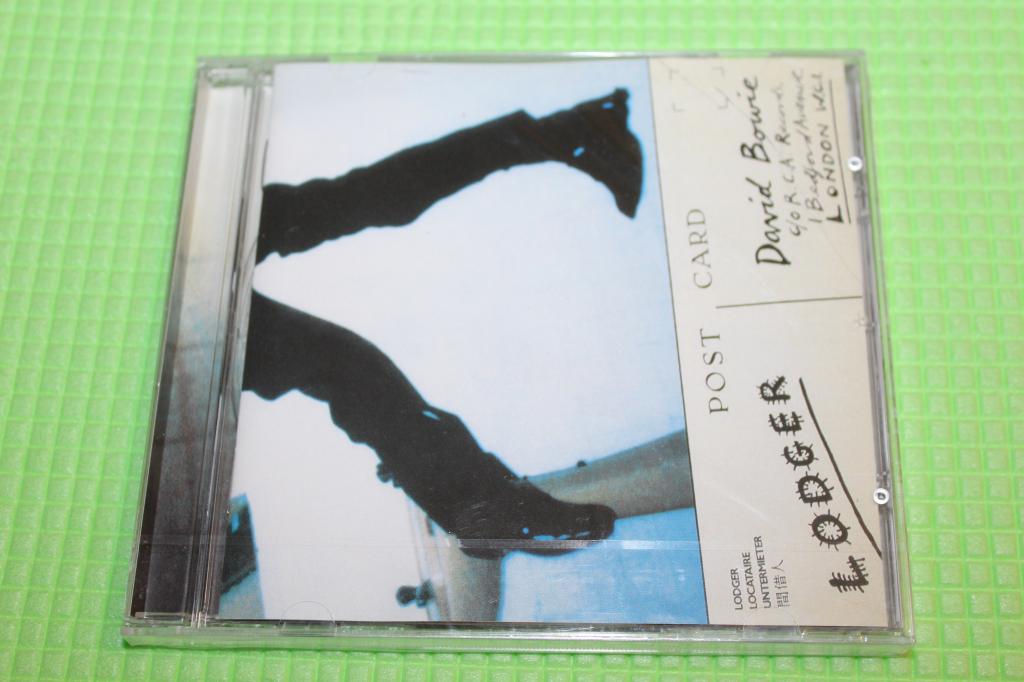 POST CARD
LODGER
LOCATAIRE
UNTERMIETER
間借人
LODGER
David Bowie
c/o R.C.A. Records,
1 Bedford Avenue
LONDON WC1